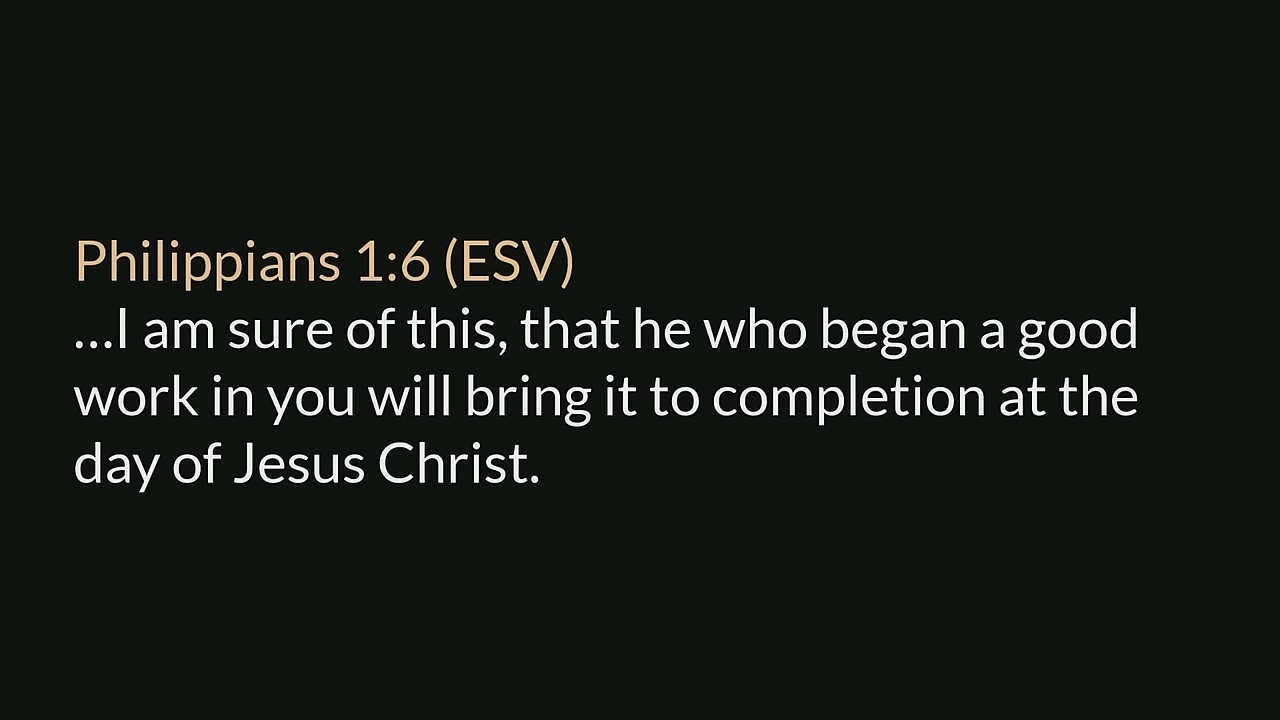 Philippians 1:6 (ESV)
...I am sure of this, that he who began a good
work in you will bring it to completion at the
day of Jesus Christ.